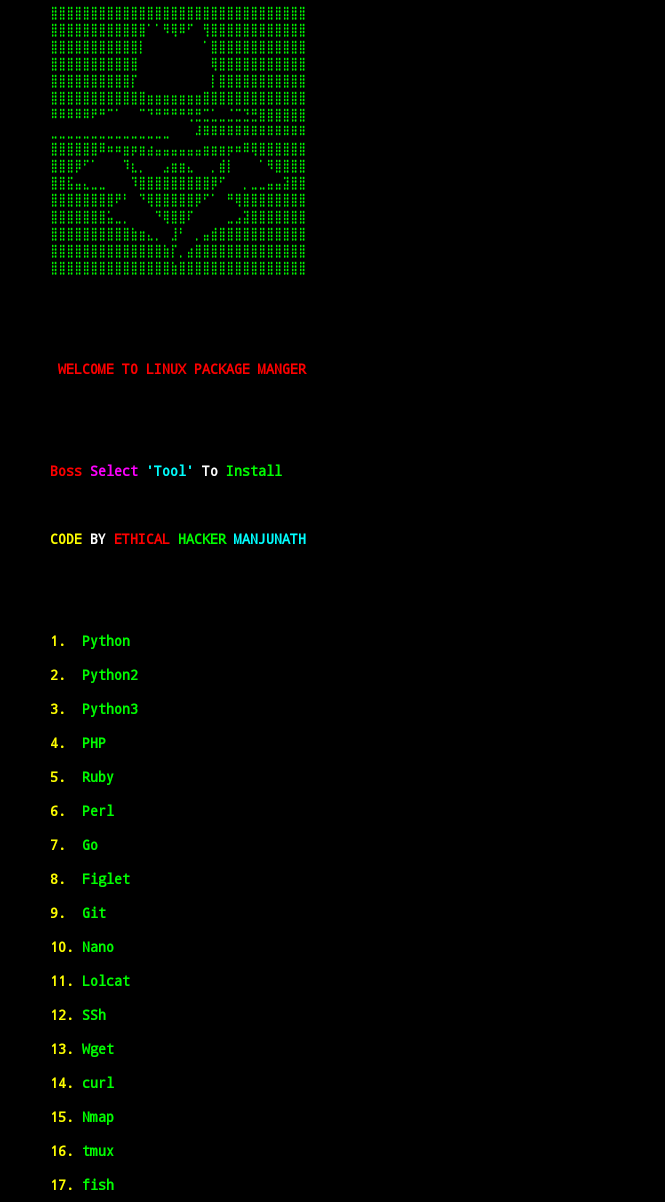 WELCOME TO LINUX PACKAGE MANGER
Boss Select 'Tool' To Install
CODE BY ETHICAL HACKER MANJUNATH
1. Python
2. Python2
3. Python3
4. PHP
5. Ruby
6. Perl
7. Go
8. Figlet
9. Git
10. Nano
11. Lolcat
12. SSh
13. Wget
14. curl
15. Nmap
16. tmux
17. fish